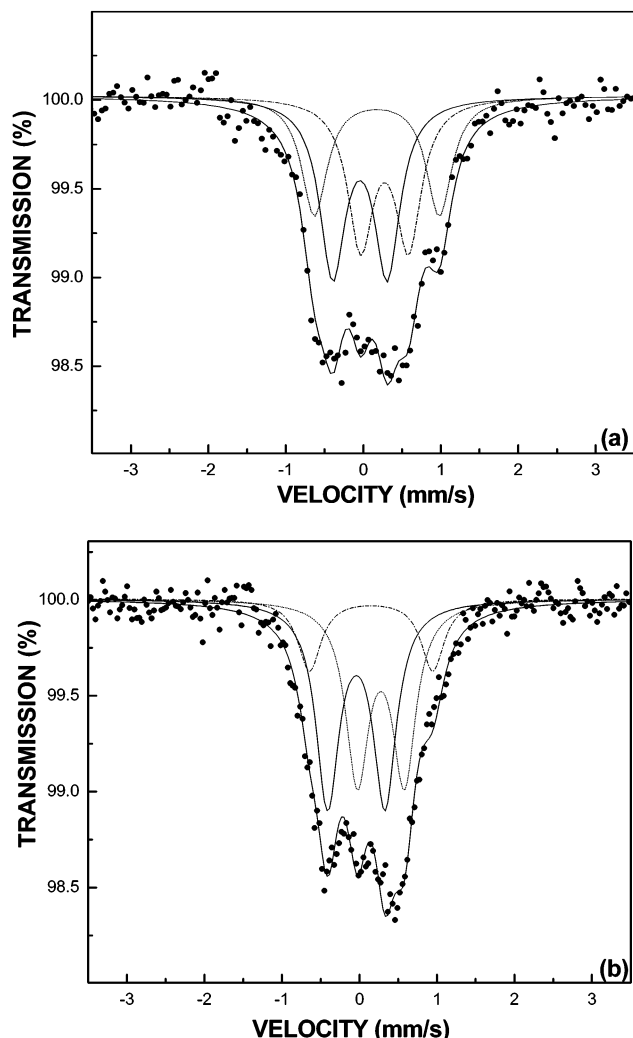 TRANSMISSION (%)
100.0
99.5
99.0
98.5
-3 -2 -1 0 1 2 3
VELOCITY (mm/s)
(a)
TRANSMISSION (%)
100.0
99.5
99.0
98.5
-3 -2 -1 0 1 2 3
VELOCITY (mm/s)
(b)